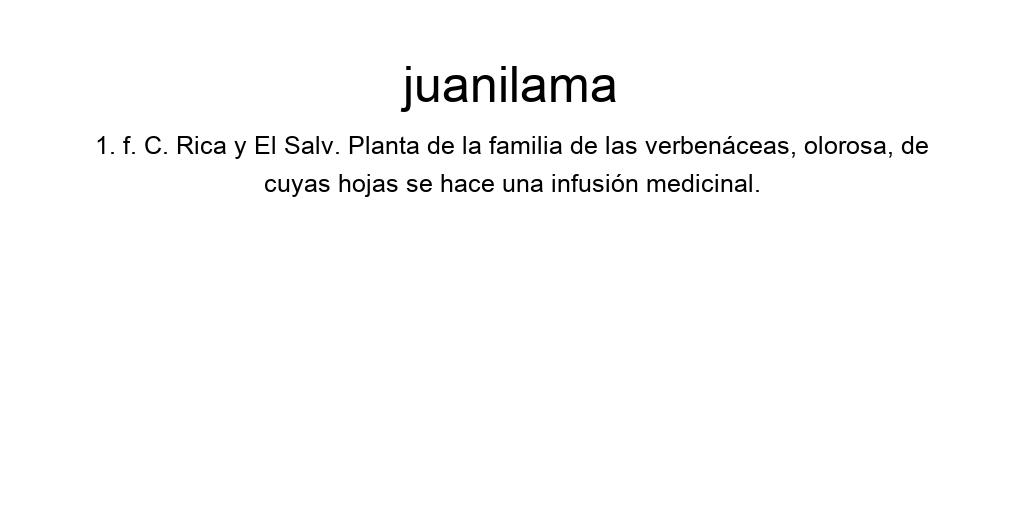 juanilama
1. f. C. Rica y El Salv. Planta de la familia de las verbenáceas, olorosa, de
cuyas hojas se hace una infusión medicinal.